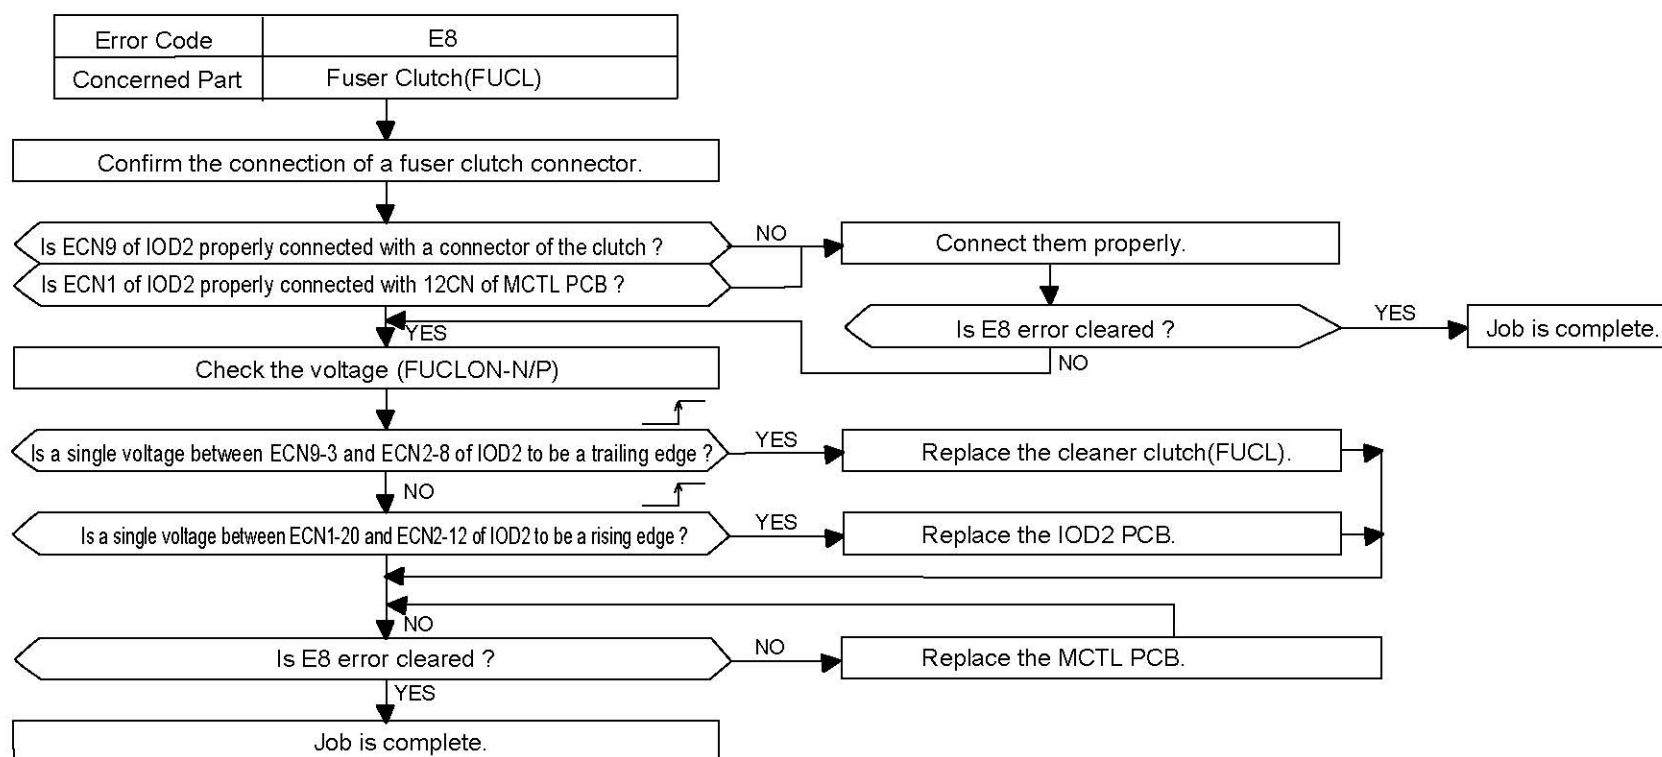 Error Code E8
Concerned Part Fuser Clutch(FUCL)
Confirm the connection of a fuser clutch connector.
Is ECN9 of IOD2 properly connected with a connector of the clutch ?
NO
Connect them properly.
Is ECN1 of IOD2 properly connected with 12CN of MCTL PCB ?
YES
Is E8 error cleared ?
YES
Job is complete.
NO
Check the voltage (FUCLON-N/P)
Is a single voltage between ECN9-3 and ECN2-8 of IOD2 to be a trailing edge ?
YES
Replace the cleaner clutch(FUCL).
NO
Is a single voltage between ECN1-20 and ECN2-12 of IOD2 to be a rising edge ?
YES
Replace the IOD2 PCB.
NO
Is E8 error cleared ?
NO
Replace the MCTL PCB.
YES
Job is complete.